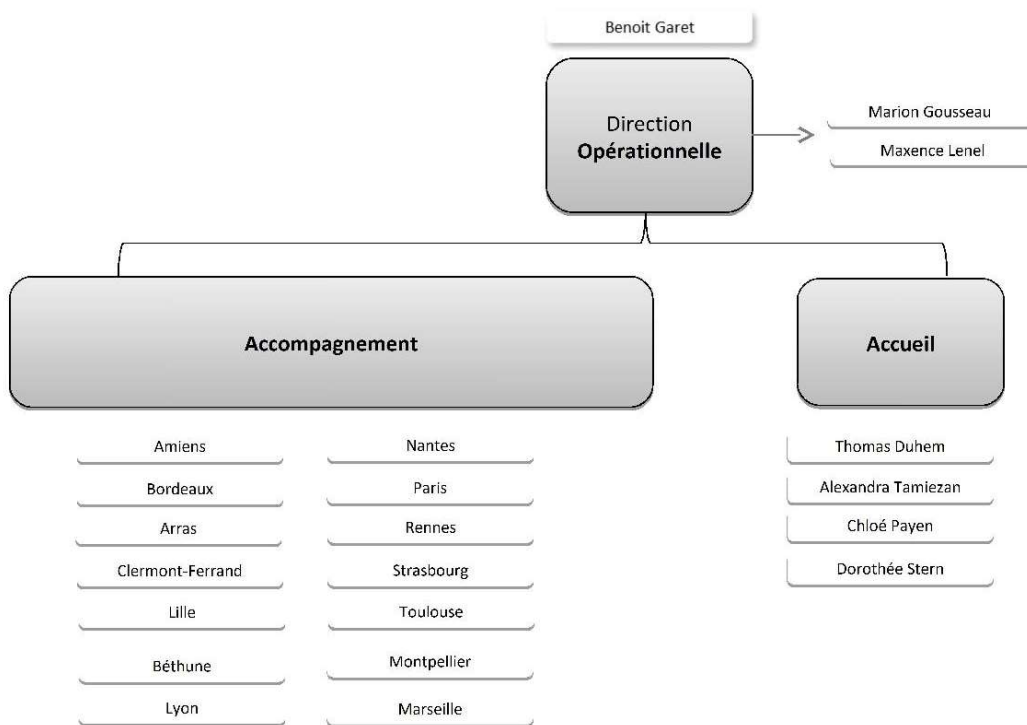 Benoit Garet
Direction
Opérationnelle
Marion Gousseau
Maxence Lenel
Accompagnement
Accueil
Amiens
Bordeaux
Arras
Clermont-Ferrand
Lille
Béthune
Lyon
Nantes
Paris
Rennes
Strasbourg
Toulouse
Montpellier
Marseille
Thomas Duhem
Alexandra Tamiezan
Chloé Payen
Dorothée Stern